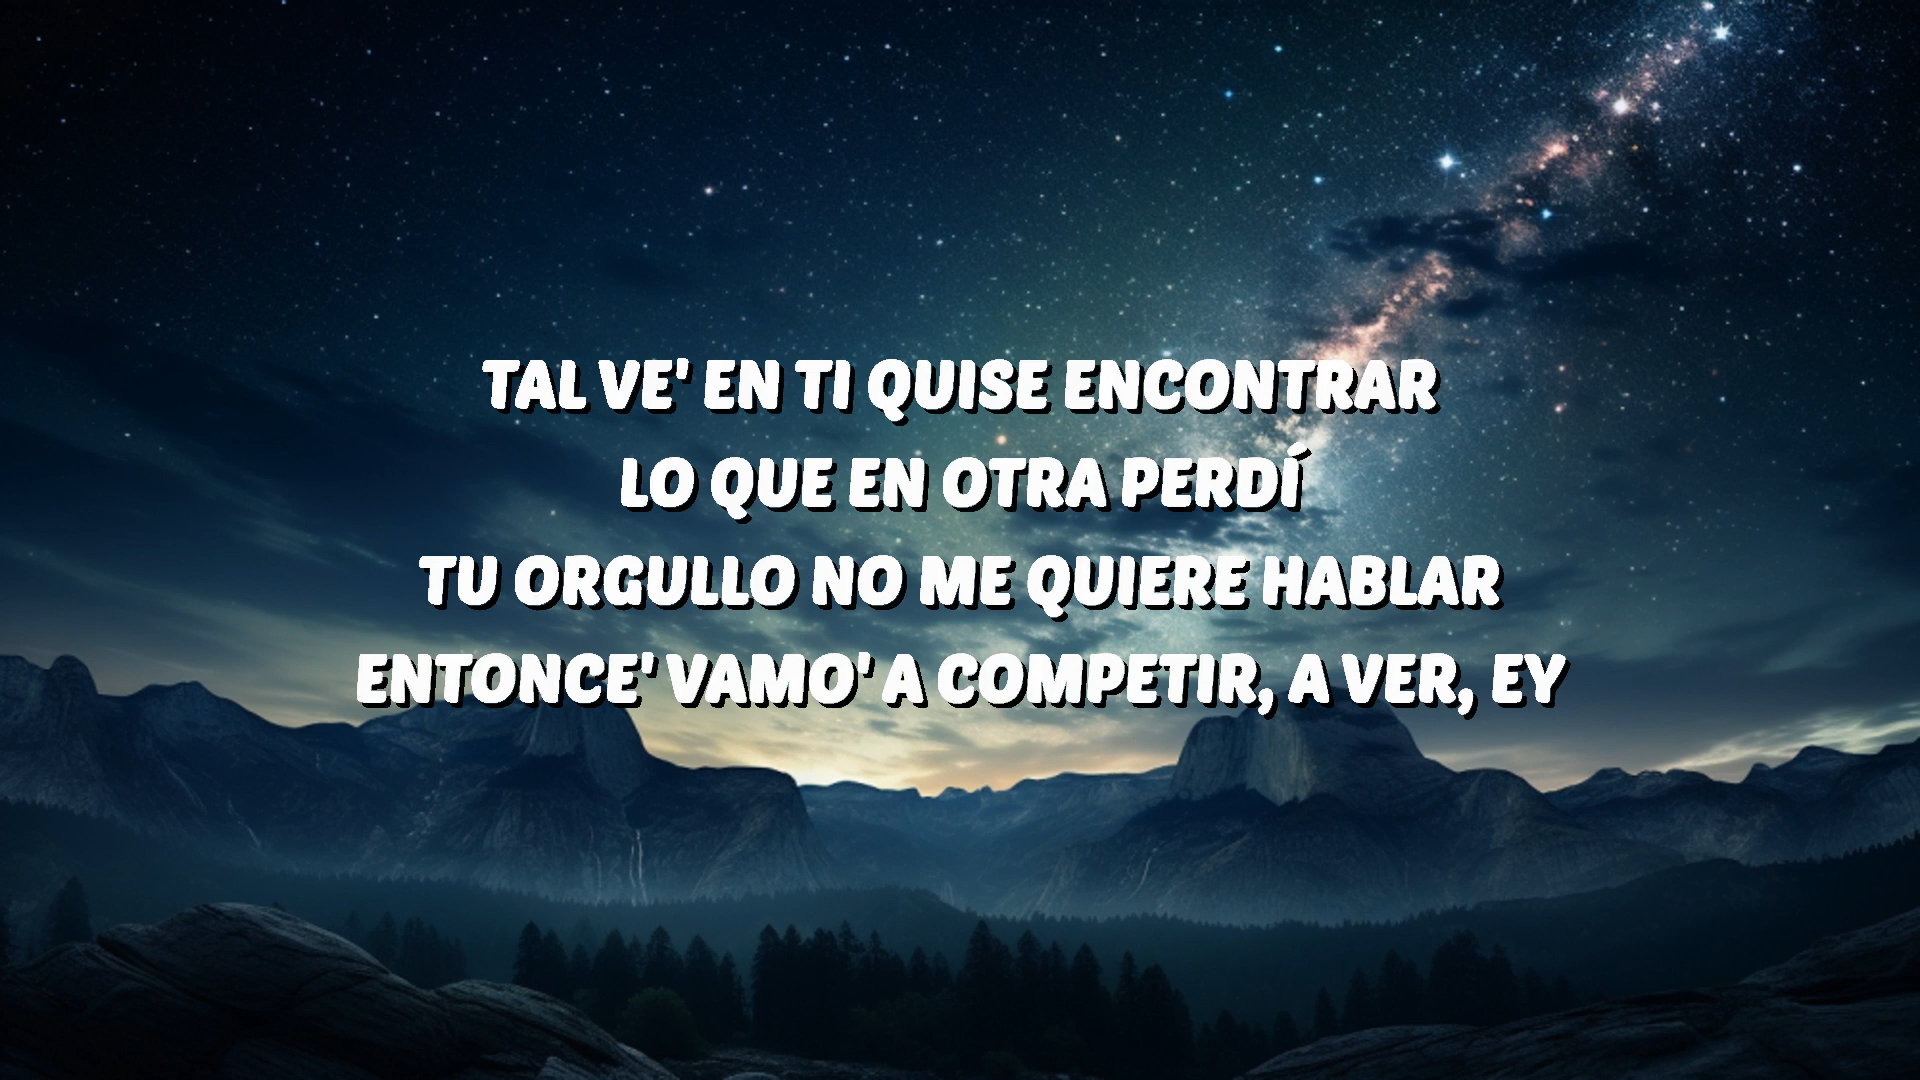 TAL VE' EN TI QUISE ENCONTRAR
LO QUE EN OTRA PERDÍ
TU ORGULLO NO ME QUIERE HABLAR
ENTONCE' VAMO' A COMPETIR, A VER, EY